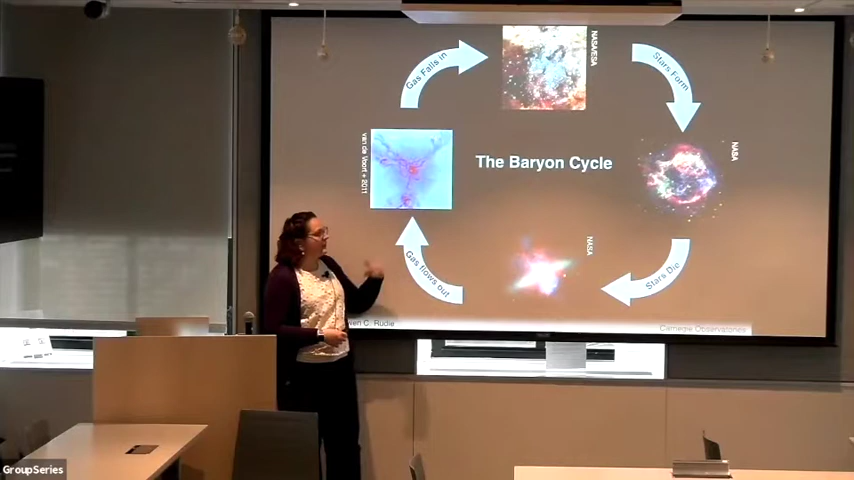 NASA/ESA
Gas Falls in
Stars Form
van de Voort+ 2011
The Baryon Cycle
NASA
Gas flows out
NASA
Stars Die
C. Rudie
Carnegie Observatories
GroupSeries